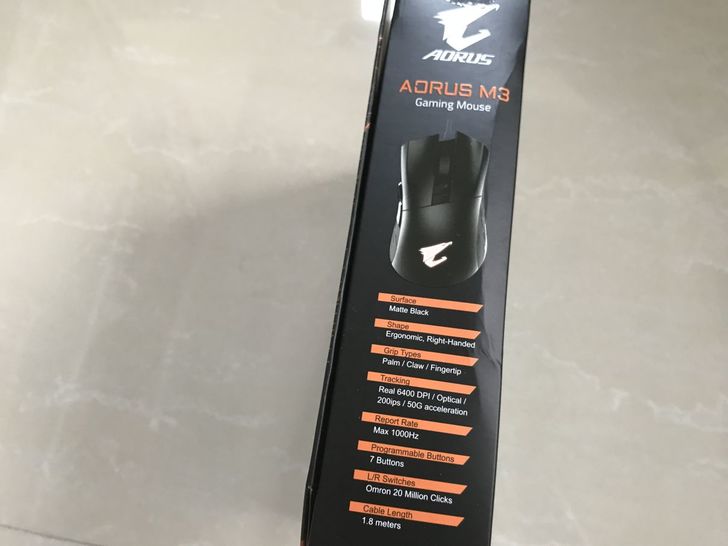 AORUS
AORUS M3
Gaming Mouse
Surface
Matte Black
Shape
Ergonomic, Right-Handed
Grip Types
Palm / Claw / Fingertip
Tracking
Real 6400 DPI / Optical /
200ips / 50G acceleration
Report Rate
Max 1000Hz
Programmable Buttons
7 Buttons
L/R Switches
Omron 20 Million Clicks
Cable Length
1.8 meters